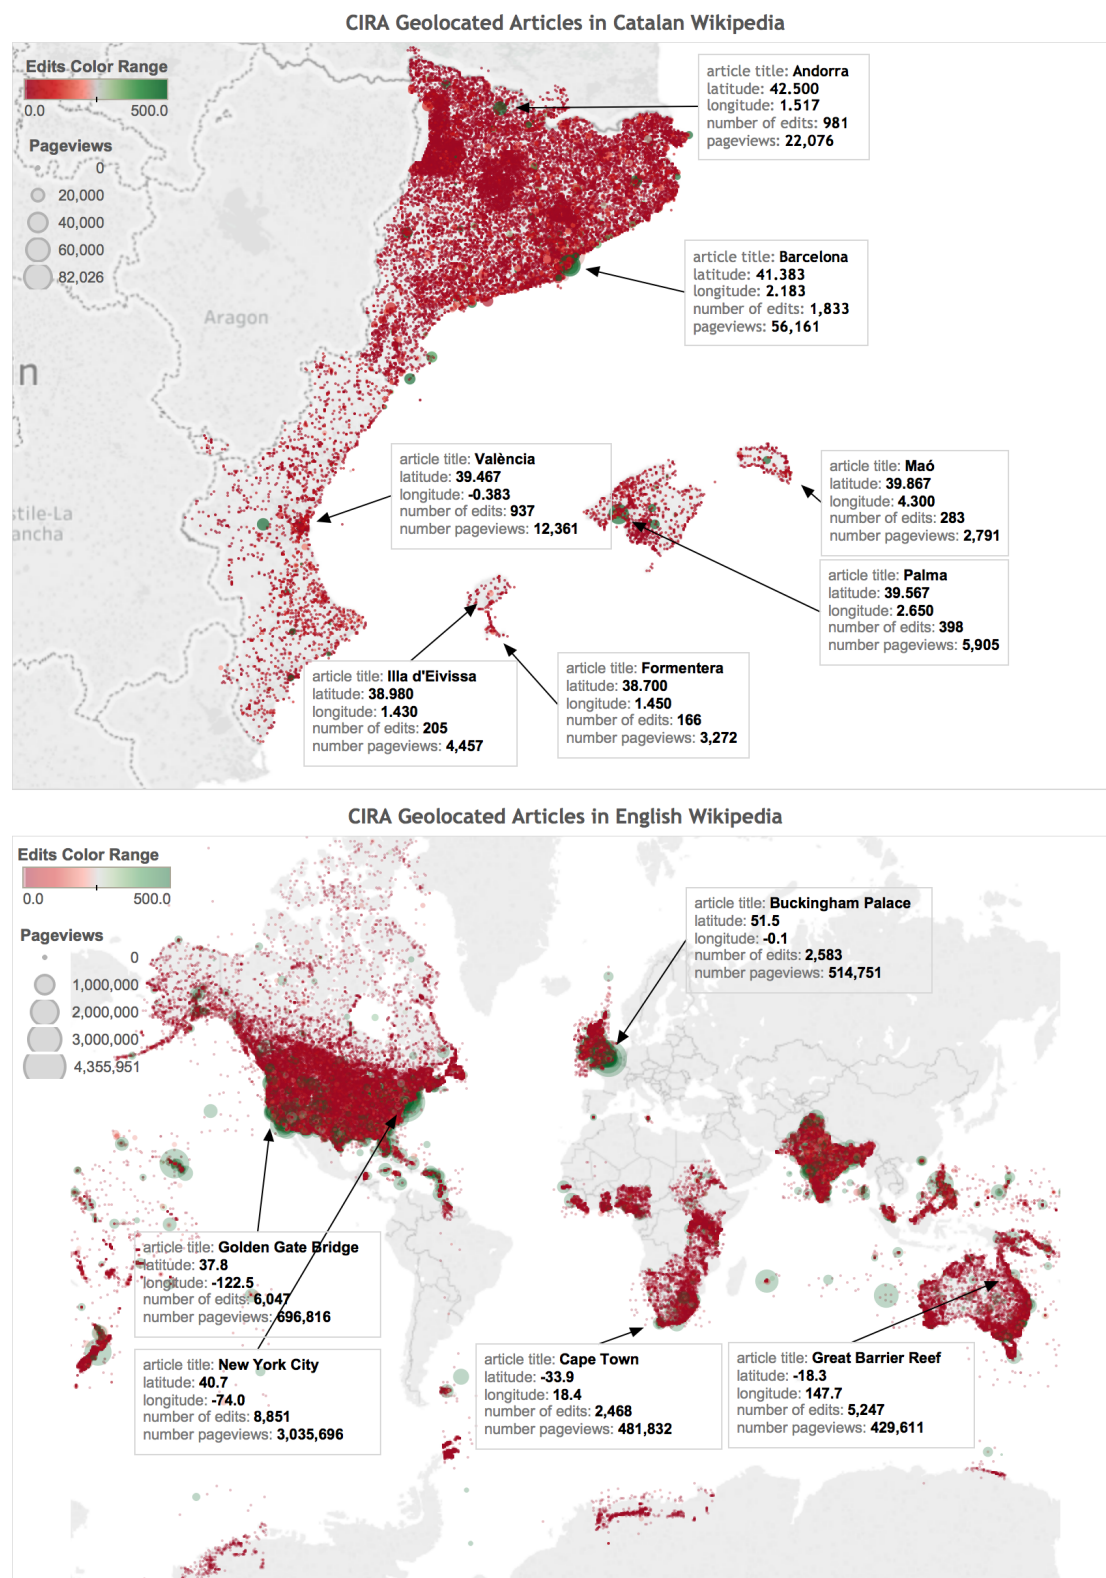 CIRA Geolocated Articles in Catalan Wikipedia
Edits Color Range
0.0 500.0
Pageviews
0
20,000
40,000
60,000
82,026
article title: Andorra
latitude: 42.500
longitude: 1.517
number of edits: 981
pageviews: 22,076
article title: Barcelona
latitude: 41.383
longitude: 2.183
number of edits: 1,833
pageviews: 56,161
Aragon
n
article title: València
latitude: 39.467
longitude: -0.383
number of edits: 937
number pageviews: 12,361
article title: Maó
latitude: 39.867
longitude: 4.300
number of edits: 283
number pageviews: 2,791
stile-La
ancha
article title: Palma
latitude: 39.567
longitude: 2.650
number of edits: 398
number pageviews: 5,905
article title: Illa d'Eivissa
latitude: 38.980
longitude: 1.430
number of edits: 205
number pageviews: 4,457
article title: Formentera
latitude: 38.700
longitude: 1.450
number of edits: 166
number pageviews: 3,272
CIRA Geolocated Articles in English Wikipedia
Edits Color Range
0.0 500.0
Pageviews
0
1,000,000
2,000,000
3,000,000
4,355,951
article title: Buckingham Palace
latitude: 51.5
longitude: -0.1
number of edits: 2,583
number pageviews: 514,751
article title: Golden Gate Bridge
latitude: 37.8
longitude: -122.5
number of edits: 6,047
number pageviews: 696,816
article title: New York City
latitude: 40.7
longitude: -74.0
number of edits: 8,851
number pageviews: 3,035,696
article title: Cape Town
latitude: -33.9
longitude: 18.4
number of edits: 2,468
number pageviews: 481,832
article title: Great Barrier Reef
latitude: -18.3
longitude: 147.7
number of edits: 5,247
number pageviews: 429,611